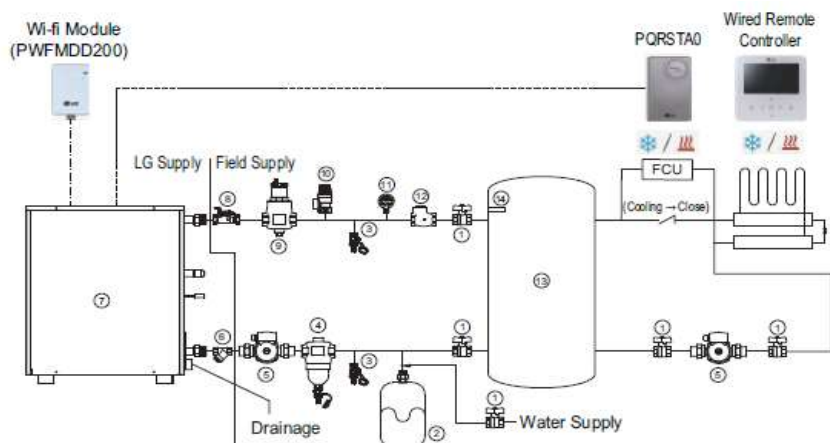 Wi-fi Module
(PWFMDD200)
PQRSTA0
Wired Remote
Controller
LG Supply
Field Supply
FCU
(Cooling → Close)
8
9
10
3
11
12
1
14
7
13
6
5
4
3
1
1
5
1
2
1
Drainage
Water Supply